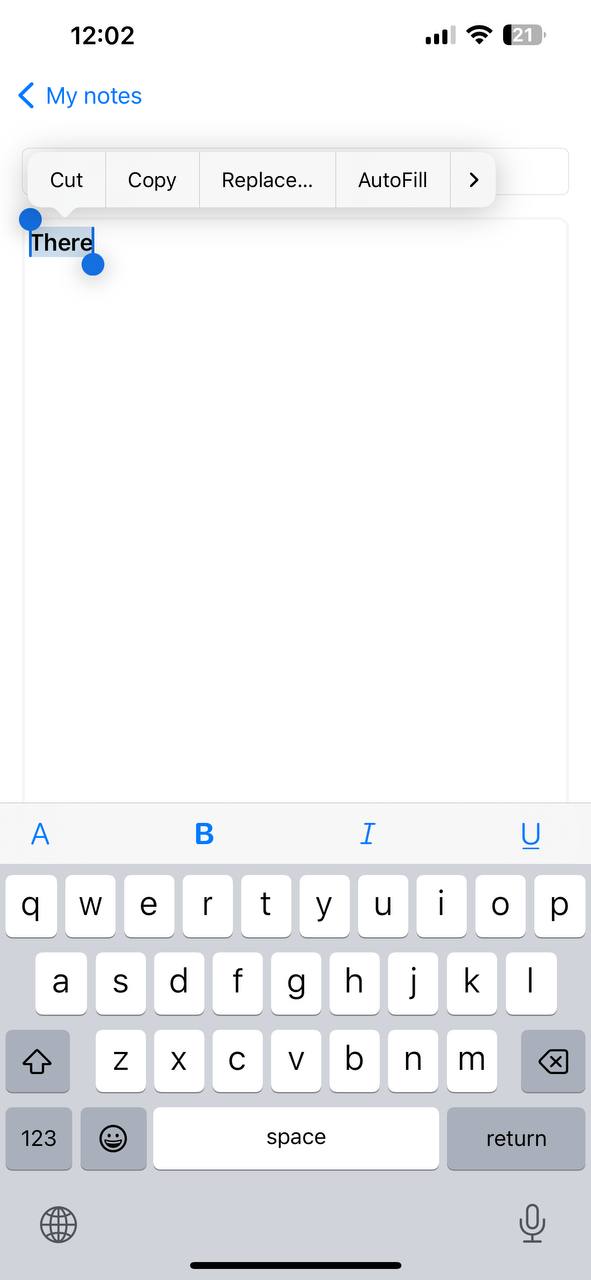 12:02
21
My notes
Cut Copy Replace... AutoFill
There
A B I U
q w e r t y u i o p
a s d f g h j k l
z x c v b n m
123 space return